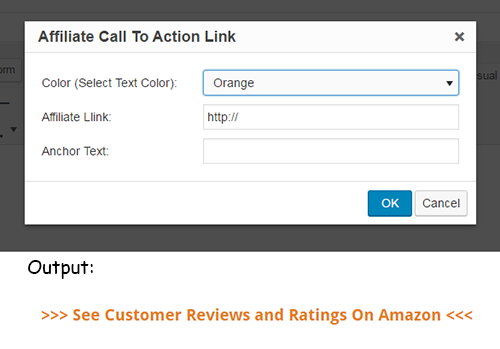 Affiliate Call To Action Link ×
orm
sual
Color (Select Text Color): Orange
Affiliate Llink: http://
Anchor Text:
OK Cancel
Output:
>>> See Customer Reviews and Ratings On Amazon <<<